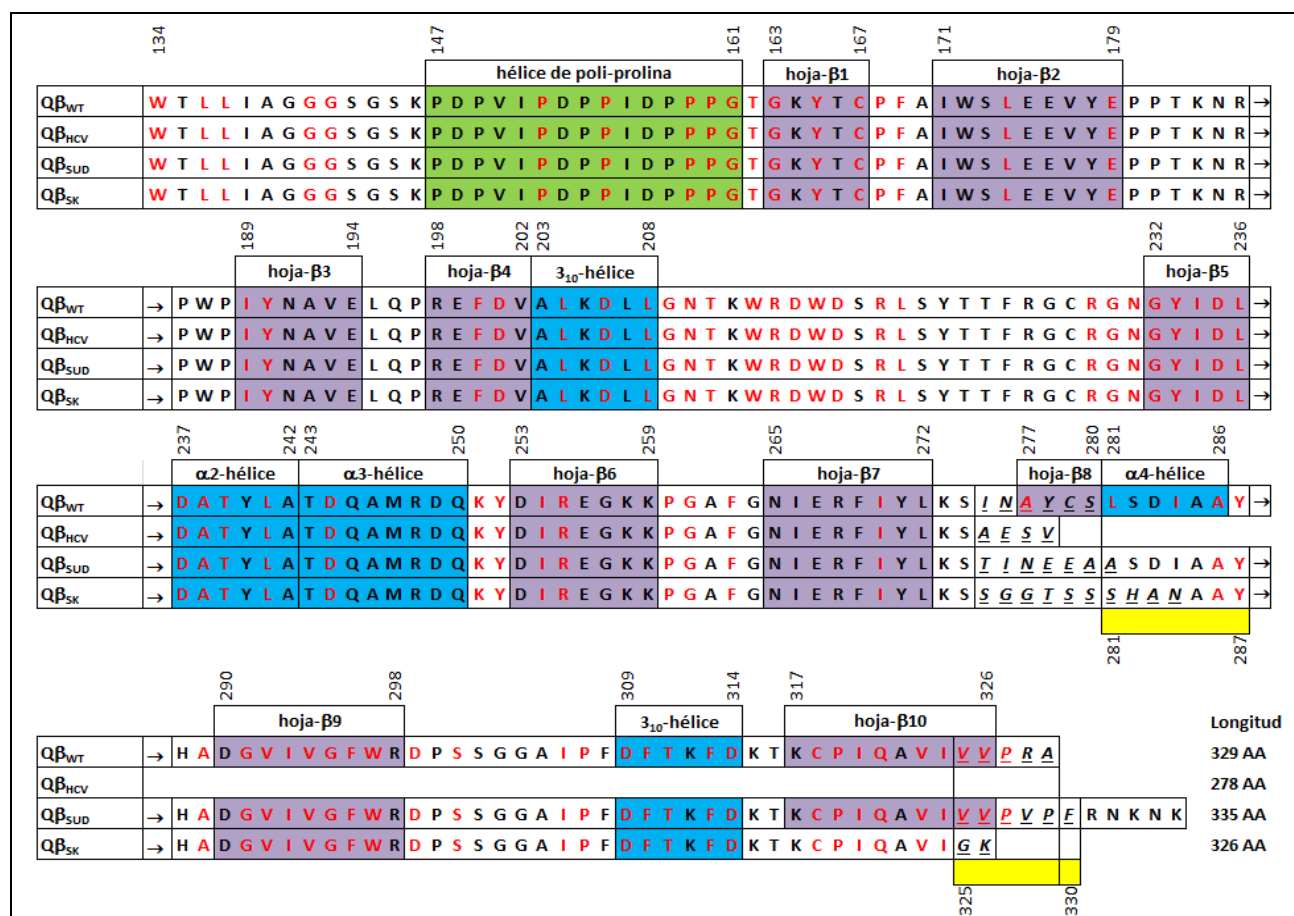 134 147 161 163 167 171 179
hélice de poli-prolina hoja-β1 hoja-β2
QβWT W T L L I A G G G S G S K P D P V I P D P P I D P P P G T G K Y T C P F A I W S L E E V Y E P P T K N R →
QβHCV W T L L I A G G G S G S K P D P V I P D P P I D P P P G T G K Y T C P F A I W S L E E V Y E P P T K N R →
QβSUD W T L L I A G G G S G S K P D P V I P D P P I D P P P G T G K Y T C P F A I W S L E E V Y E P P T K N R →
QβSK W T L L I A G G G S G S K P D P V I P D P P I D P P P G T G K Y T C P F A I W S L E E V Y E P P T K N R →
189 194 198 202 203 208 232 236
hoja-β3 hoja-β4 3₁₀-hélice hoja-β5
QβWT → P W P I Y N A V E L Q P R E F D V A L K D L L G N T K W R D W D S R L S Y T T F R G C R G N G Y I D L →
QβHCV → P W P I Y N A V E L Q P R E F D V A L K D L L G N T K W R D W D S R L S Y T T F R G C R G N G Y I D L →
QβSUD → P W P I Y N A V E L Q P R E F D V A L K D L L G N T K W R D W D S R L S Y T T F R G C R G N G Y I D L →
QβSK → P W P I Y N A V E L Q P R E F D V A L K D L L G N T K W R D W D S R L S Y T T F R G C R G N G Y I D L →
237 242 243 250 253 259 265 272 277 280 281 286
α2-hélice α3-hélice hoja-β6 hoja-β7 hoja-β8 α4-hélice
QβWT → D A T Y L A T D Q A M R D Q K Y D I R E G K K P G A F G N I E R F I Y L K S I N A Y C S L S D I A A Y →
QβHCV → D A T Y L A T D Q A M R D Q K Y D I R E G K K P G A F G N I E R F I Y L K S A E S V
QβSUD → D A T Y L A T D Q A M R D Q K Y D I R E G K K P G A F G N I E R F I Y L K S T I N E E A A S D I A A Y →
QβSK → D A T Y L A T D Q A M R D Q K Y D I R E G K K P G A F G N I E R F I Y L K S S G G T S S S H A N A A Y →
281 287
290 298 309 314 317 326
hoja-β9 3₁₀-hélice hoja-β10 Longitud
QβWT → H A D G V I V G F W R D P S S G G A I P F D F T K F D K T K C P I Q A V I V V P R A 329 AA
QβHCV 278 AA
QβSUD → H A D G V I V G F W R D P S S G G A I P F D F T K F D K T K C P I Q A V I V V P V P F R N K N K 335 AA
QβSK → H A D G V I V G F W R D P S S G G A I P F D F T K F D K T K C P I Q A V I G K 326 AA
325 330